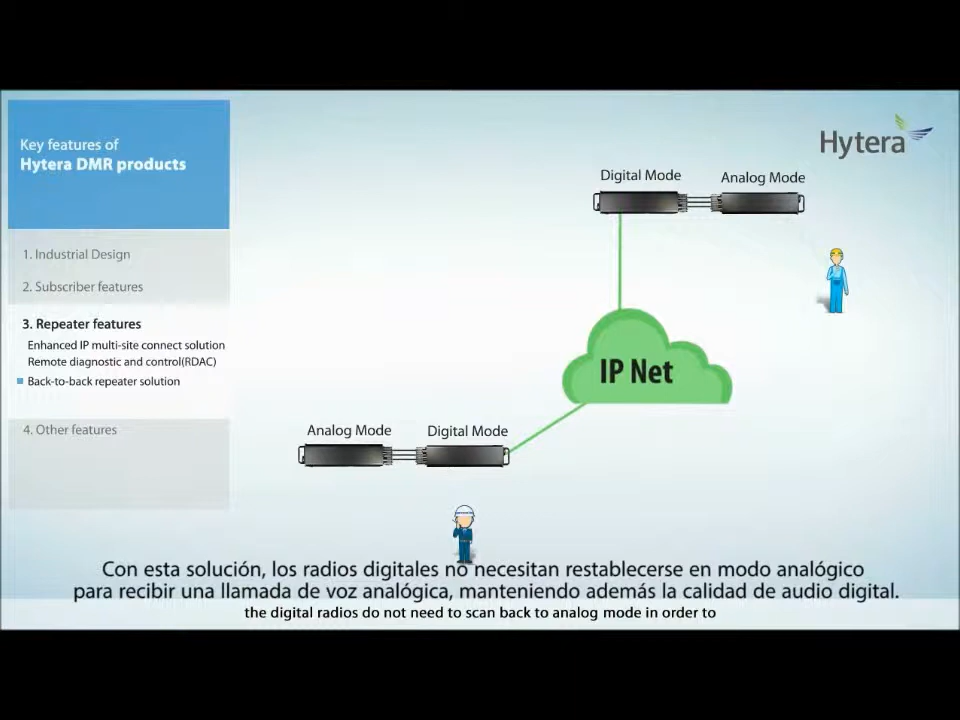 Key features of
Hytera DMR products
1. Industrial Design
2. Subscriber features
3. Repeater features
Enhanced IP multi-site connect solution
Remote diagnostic and control(RDAC)
Back-to-back repeater solution
4. Other features
Hytera
Digital Mode Analog Mode
IP Net
Analog Mode Digital Mode
Con esta solución, los radios digitales no necesitan restablecerse en modo analógico
para recibir una llamada de voz analógica, manteniendo además la calidad de audio digital.
the digital radios do not need to scan back to analog mode in order to